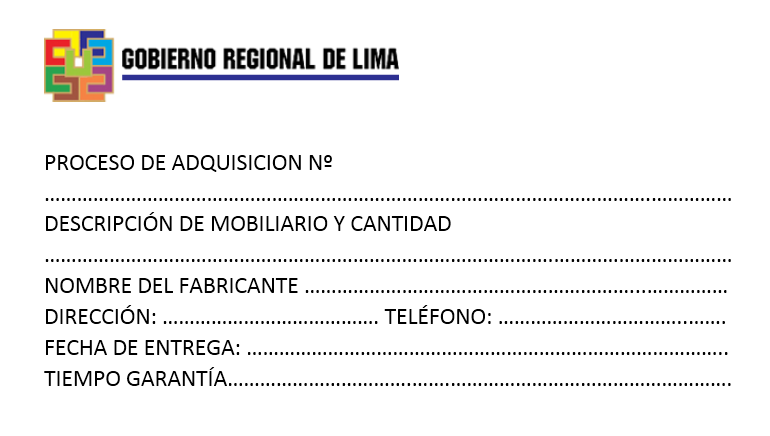 GOBIERNO REGIONAL DE LIMA
PROCESO DE ADQUISICION Nº
……………………………………………………………………………………………………………
DESCRIPCIÓN DE MOBILIARIO Y CANTIDAD
……………………………………………………………………………………………………………
NOMBRE DEL FABRICANTE ……………………………………………………..……………
DIRECCIÓN: …………………………………. TELÉFONO: ……………………………..…….
FECHA DE ENTREGA: ……………………………………………………………………………..
TIEMPO GARANTÍA…………………………..…………………………………………………….